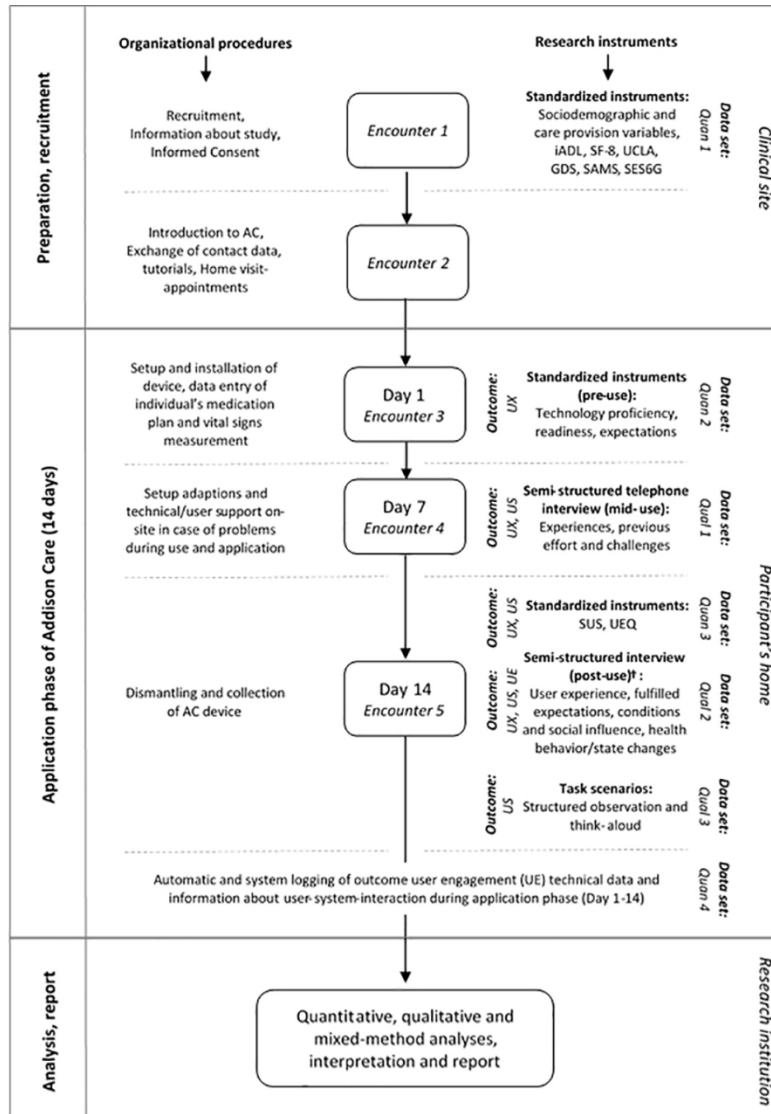 Organizational procedures
Research instruments
Preparation, recruitment
Clinical site
Recruitment,
Information about study,
Informed Consent
Encounter 1
Standardized instruments:
Sociodemographic and
care provision variables,
iADL, SF-8, UCLA,
GDS, SAMS, SES6G
Data set:
Quan 1
Introduction to AC,
Exchange of contact data,
tutorials, Home visit-
appointments
Encounter 2
Application phase of Addison Care (14 days)
Participant's home
Setup and installation of
device, data entry of
individual's medication
plan and vital signs
measurement
Day 1
Encounter 3
Outcome:
UX
Standardized instruments
(pre-use):
Technology proficiency,
readiness, expectations
Data set:
Quan 2
Setup adaptions and
technical/user support on-
site in case of problems
during use and application
Day 7
Encounter 4
Outcome:
UX, US
Semi-structured telephone
interview (mid-use):
Experiences, previous
effort and challenges
Data set:
Qual 1
Outcome:
UX, US
Standardized instruments:
SUS, UEQ
Data set:
Quan 3
Dismantling and collection
of AC device
Day 14
Encounter 5
Outcome:
UX, US, UE
Semi-structured interview
(post-use)† :
User experience, fulfilled
expectations, conditions
and social influence, health
behavior/state changes
Data set:
Qual 2
Outcome:
US
Task scenarios:
Structured observation and
think-aloud
Data set:
Qual 3
Automatic and system logging of outcome user engagement (UE) technical data and
information about user-system-interaction during application phase (Day 1-14)
Data set:
Quan 4
Analysis, report
Research institution
Quantitative, qualitative and
mixed-method analyses,
interpretation and report